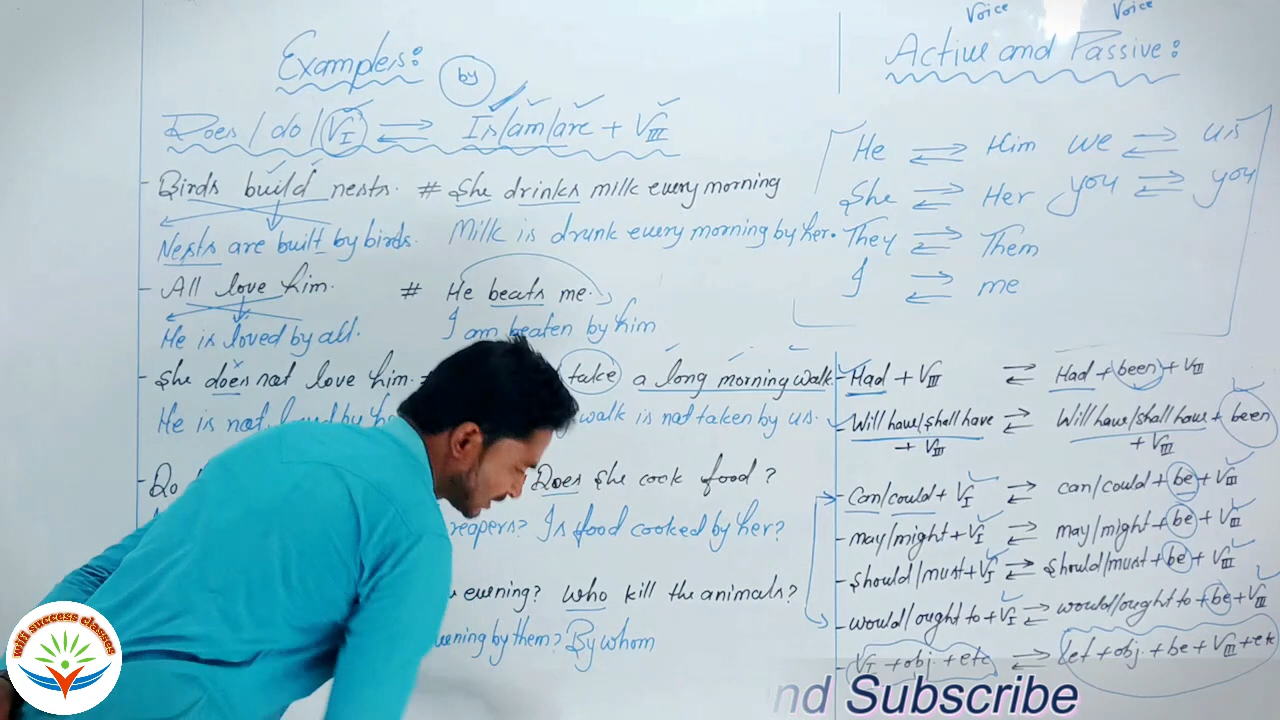 Examples:
by
Does / do / VI ⇌ Is/am/are + VIII
Birds build nests. # She drinks milk every morning
Nests are built by birds. Milk is drunk every morning by her.
All love him. # He beats me.
He is loved by all. I am beaten by him
She does not love him. take a long morning walk
He is not loved by walk is not taken by us.
Do Does She cook food ?
reapers? Is food cooked by her?
evening? Who kill the animals?
by them? By whom
Voice Voice
Active and Passive:
He ⇌ Him we ⇌ us
She ⇌ Her you ⇌ you
They ⇌ Them
I ⇌ me
Had + VIII ⇌ Had + been + VIII
Will have/shall have + VIII ⇌ Will have/shall have + been + VIII
Can/could + VI ⇌ can/could + be + VIII
may/might + VI ⇌ may/might + be + VIII
Should/must + VI ⇌ should/must + be + VIII
would/ought to + VI ⇌ would/ought to + be + VIII
VI + obj + etc ⇌ Let + obj. + be + VIII + etc
nd Subscribe
wifi success classes